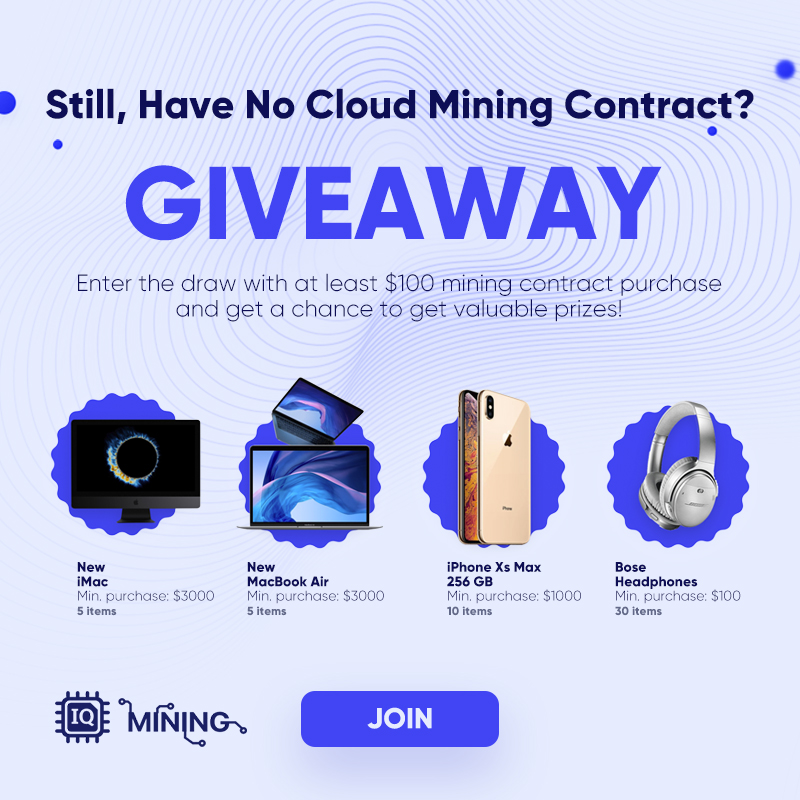 Still, Have No Cloud Mining Contract?
GIVEAWAY
Enter the draw with at least $100 mining contract purchase
and get a chance to get valuable prizes!
New
iMac
Min. purchase: $3000
5 items
New
MacBook Air
Min. purchase: $3000
5 items
iPhone Xs Max
256 GB
Min. purchase: $1000
10 items
Bose
Headphones
Min. purchase: $100
30 items
IQ MINING
JOIN